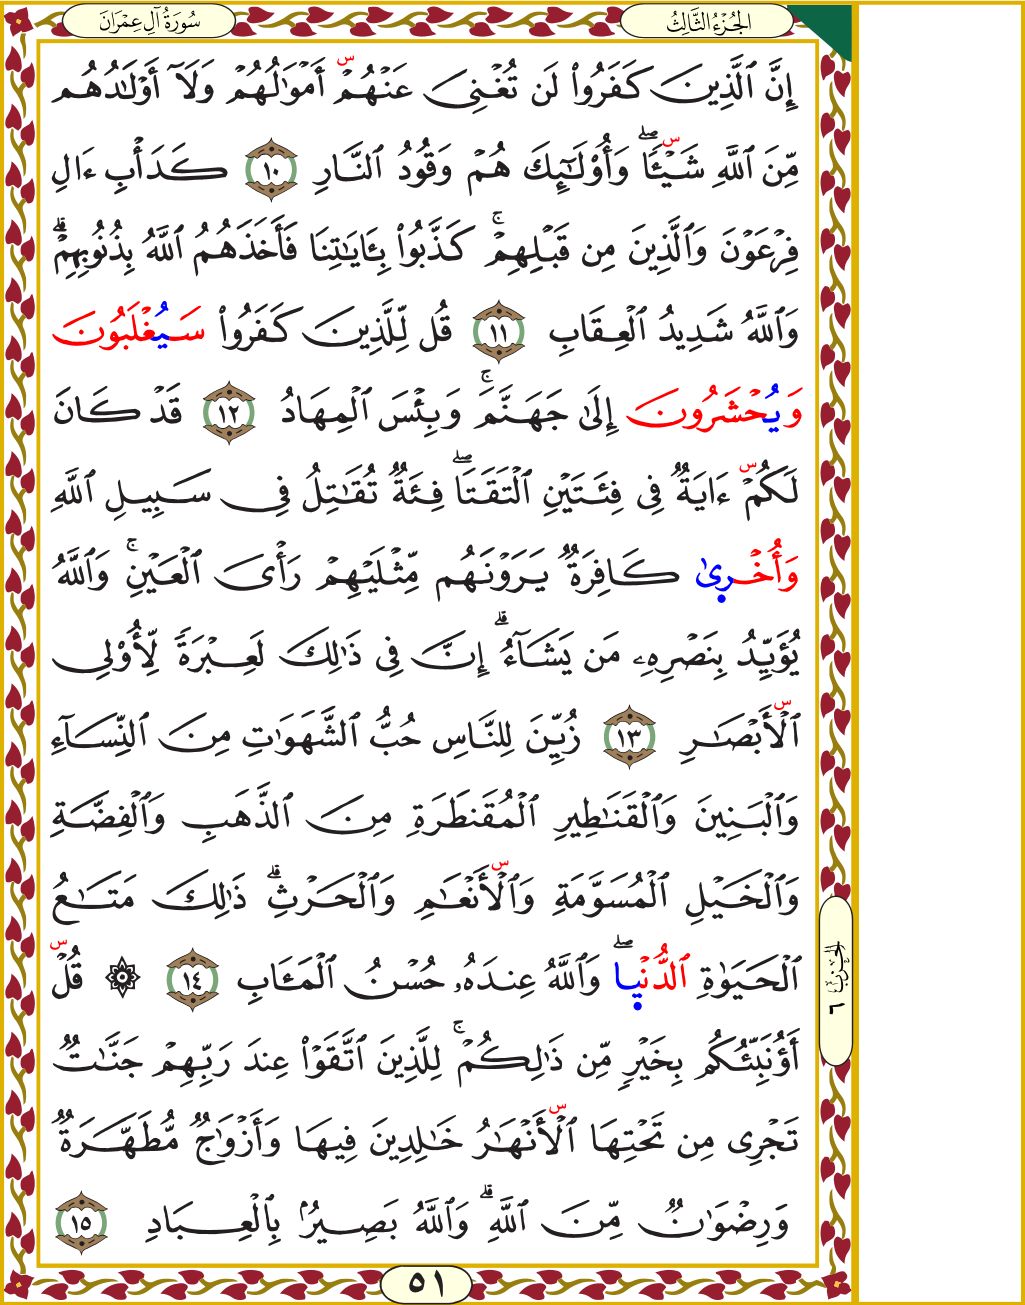 الجُزْءُ الثَّالِثُ
سُورَةُ آلِ عِمْرَانَ
إِنَّ ٱلَّذِينَ كَفَرُوا۟ لَن تُغْنِىَ عَنْهُمْ س أَمْوَٰلُهُمْ وَلَآ أَوْلَـٰدُهُم
مِّنَ ٱللَّهِ شَيْـًٔا س ۖ وَأُو۟لَـٰٓئِكَ هُمْ وَقُودُ ٱلنَّارِ ١٠ كَدَأْبِ ءَالِ
فِرْعَوْنَ وَٱلَّذِينَ مِن قَبْلِهِمْ ۚ كَذَّبُوا۟ بِـَٔايَـٰتِنَا فَأَخَذَهُمُ ٱللَّهُ بِذُنُوبِهِمْ ۗ
وَٱللَّهُ شَدِيدُ ٱلْعِقَابِ ١١ قُل لِّلَّذِينَ كَفَرُوا۟ سَيُغْلَبُونَ
وَيُحْشَرُونَ إِلَىٰ جَهَنَّمَ ۚ وَبِئْسَ ٱلْمِهَادُ ١٢ قَدْ كَانَ
لَكُمْ س ءَايَةٌ فِى فِئَتَيْنِ ٱلْتَقَتَا ۖ فِئَةٌ تُقَـٰتِلُ فِى سَبِيلِ ٱللَّهِ
وَأُخْرِىٰ كَافِرَةٌ يَرَوْنَهُم مِّثْلَيْهِمْ رَأْىَ ٱلْعَيْنِ ۚ وَٱللَّهُ
يُؤَيِّدُ بِنَصْرِهِۦ مَن يَشَآءُ ۗ إِنَّ فِى ذَٰلِكَ لَعِبْرَةً لِّأُو۟لِى
ٱلْأَبْصَـٰرِ س ١٣ زُيِّنَ لِلنَّاسِ حُبُّ ٱلشَّهَوَٰتِ مِنَ ٱلنِّسَآءِ
وَٱلْبَنِينَ وَٱلْقَنَـٰطِيرِ ٱلْمُقَنطَرَةِ مِنَ ٱلذَّهَبِ وَٱلْفِضَّةِ
وَٱلْخَيْلِ ٱلْمُسَوَّمَةِ وَٱلْأَنْعَـٰمِ س وَٱلْحَرْثِ ۗ ذَٰلِكَ مَتَـٰعُ
ٱلْحَيَوٰةِ ٱلدُّنْيِا ۖ وَٱللَّهُ عِندَهُۥ حُسْنُ ٱلْمَـَٔابِ ١٤ ۞ قُلْ س
أَؤُنَبِّئُكُم بِخَيْرٍ مِّن ذَٰلِكُمْ ۚ لِلَّذِينَ ٱتَّقَوْا۟ عِندَ رَبِّهِمْ جَنَّـٰتٌ
تَجْرِى مِن تَحْتِهَا ٱلْأَنْهَـٰرُ س خَـٰلِدِينَ فِيهَا وَأَزْوَٰجٌ مُّطَهَّرَةٌ
وَرِضْوَٰنٌ مِّنَ ٱللَّهِ ۗ وَٱللَّهُ بَصِيرٌۢ بِٱلْعِبَادِ ١٥
الحزب ٦
٥١